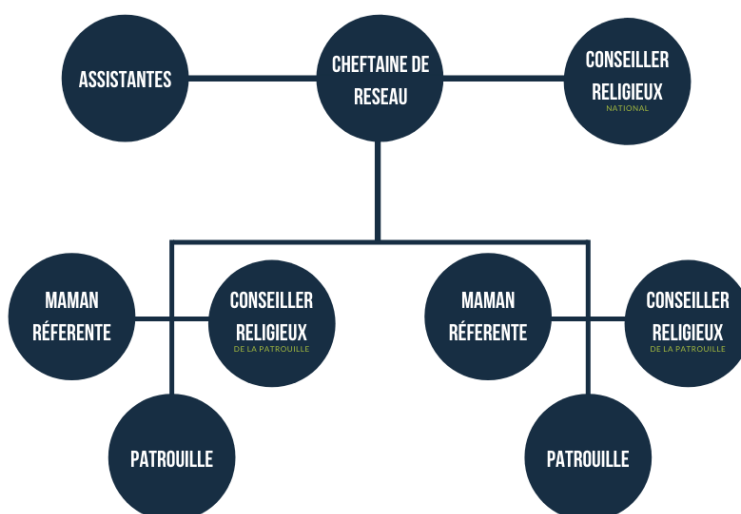 ASSISTANTES
CHEFTAINE DE
RESEAU
CONSEILLER
RELIGIEUX
NATIONAL
MAMAN
RÉFERENTE
CONSEILLER
RELIGIEUX
DE LA PATROUILLE
MAMAN
RÉFERENTE
CONSEILLER
RELIGIEUX
DE LA PATROUILLE
PATROUILLE
PATROUILLE